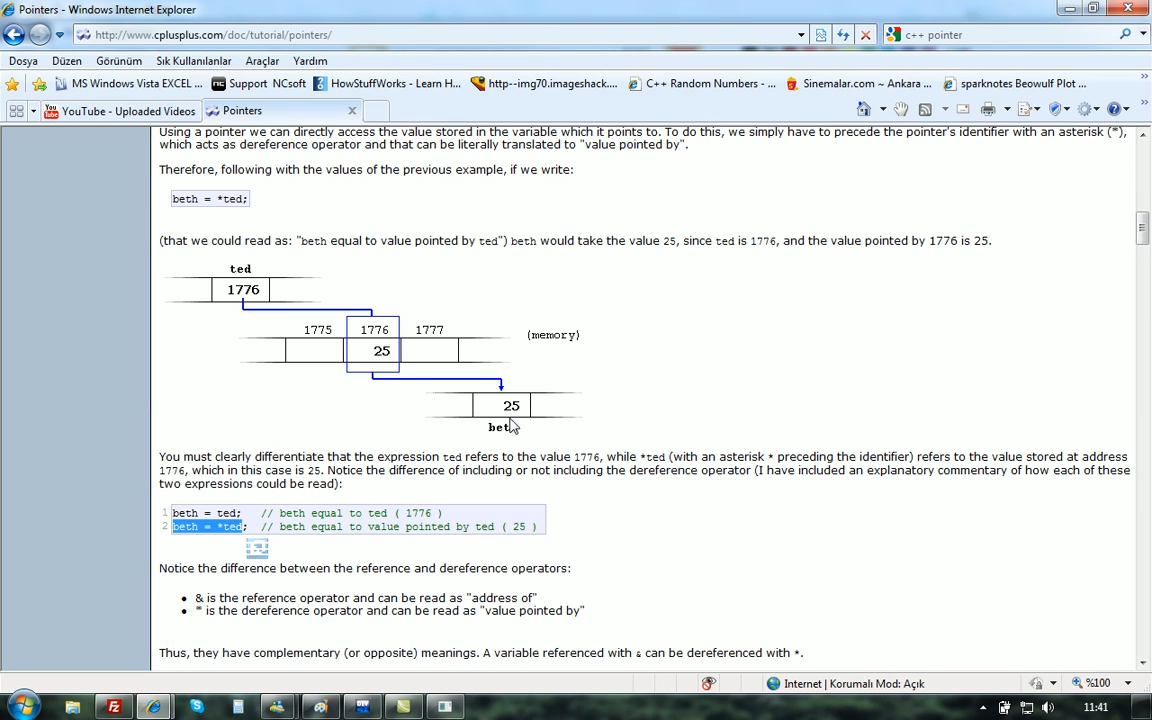 Pointers - Windows Internet Explorer
http://www.cplusplus.com/doc/tutorial/pointers/
c++ pointer
Dosya Düzen Görünüm Sık Kullanılanlar Araçlar Yardım
MS Windows Vista EXCEL ... Support NCsoft HowStuffWorks - Learn H... http--img70.imageshack.... C++ Random Numbers - ... Sinemalar.com ~ Ankara ... sparknotes Beowulf Plot ...
YouTube - Uploaded Videos Pointers
Using a pointer we can directly access the value stored in the variable which it points to. To do this, we simply have to precede the pointer's identifier with an asterisk (*),
which acts as dereference operator and that can be literally translated to "value pointed by".
Therefore, following with the values of the previous example, if we write:
beth = *ted;
(that we could read as: "beth equal to value pointed by ted") beth would take the value 25, since ted is 1776, and the value pointed by 1776 is 25.
ted
1776
1775 1776 1777
(memory)
25
25
bet
You must clearly differentiate that the expression ted refers to the value 1776, while *ted (with an asterisk * preceding the identifier) refers to the value stored at address
1776, which in this case is 25. Notice the difference of including or not including the dereference operator (I have included an explanatory commentary of how each of these
two expressions could be read):
1 beth = ted; // beth equal to ted ( 1776 )
2 beth = *ted; // beth equal to value pointed by ted ( 25 )
Notice the difference between the reference and dereference operators:
• & is the reference operator and can be read as "address of"
• * is the dereference operator and can be read as "value pointed by"
Thus, they have complementary (or opposite) meanings. A variable referenced with & can be dereferenced with *.
Internet | Korumalı Mod: Açık
%100
11:41